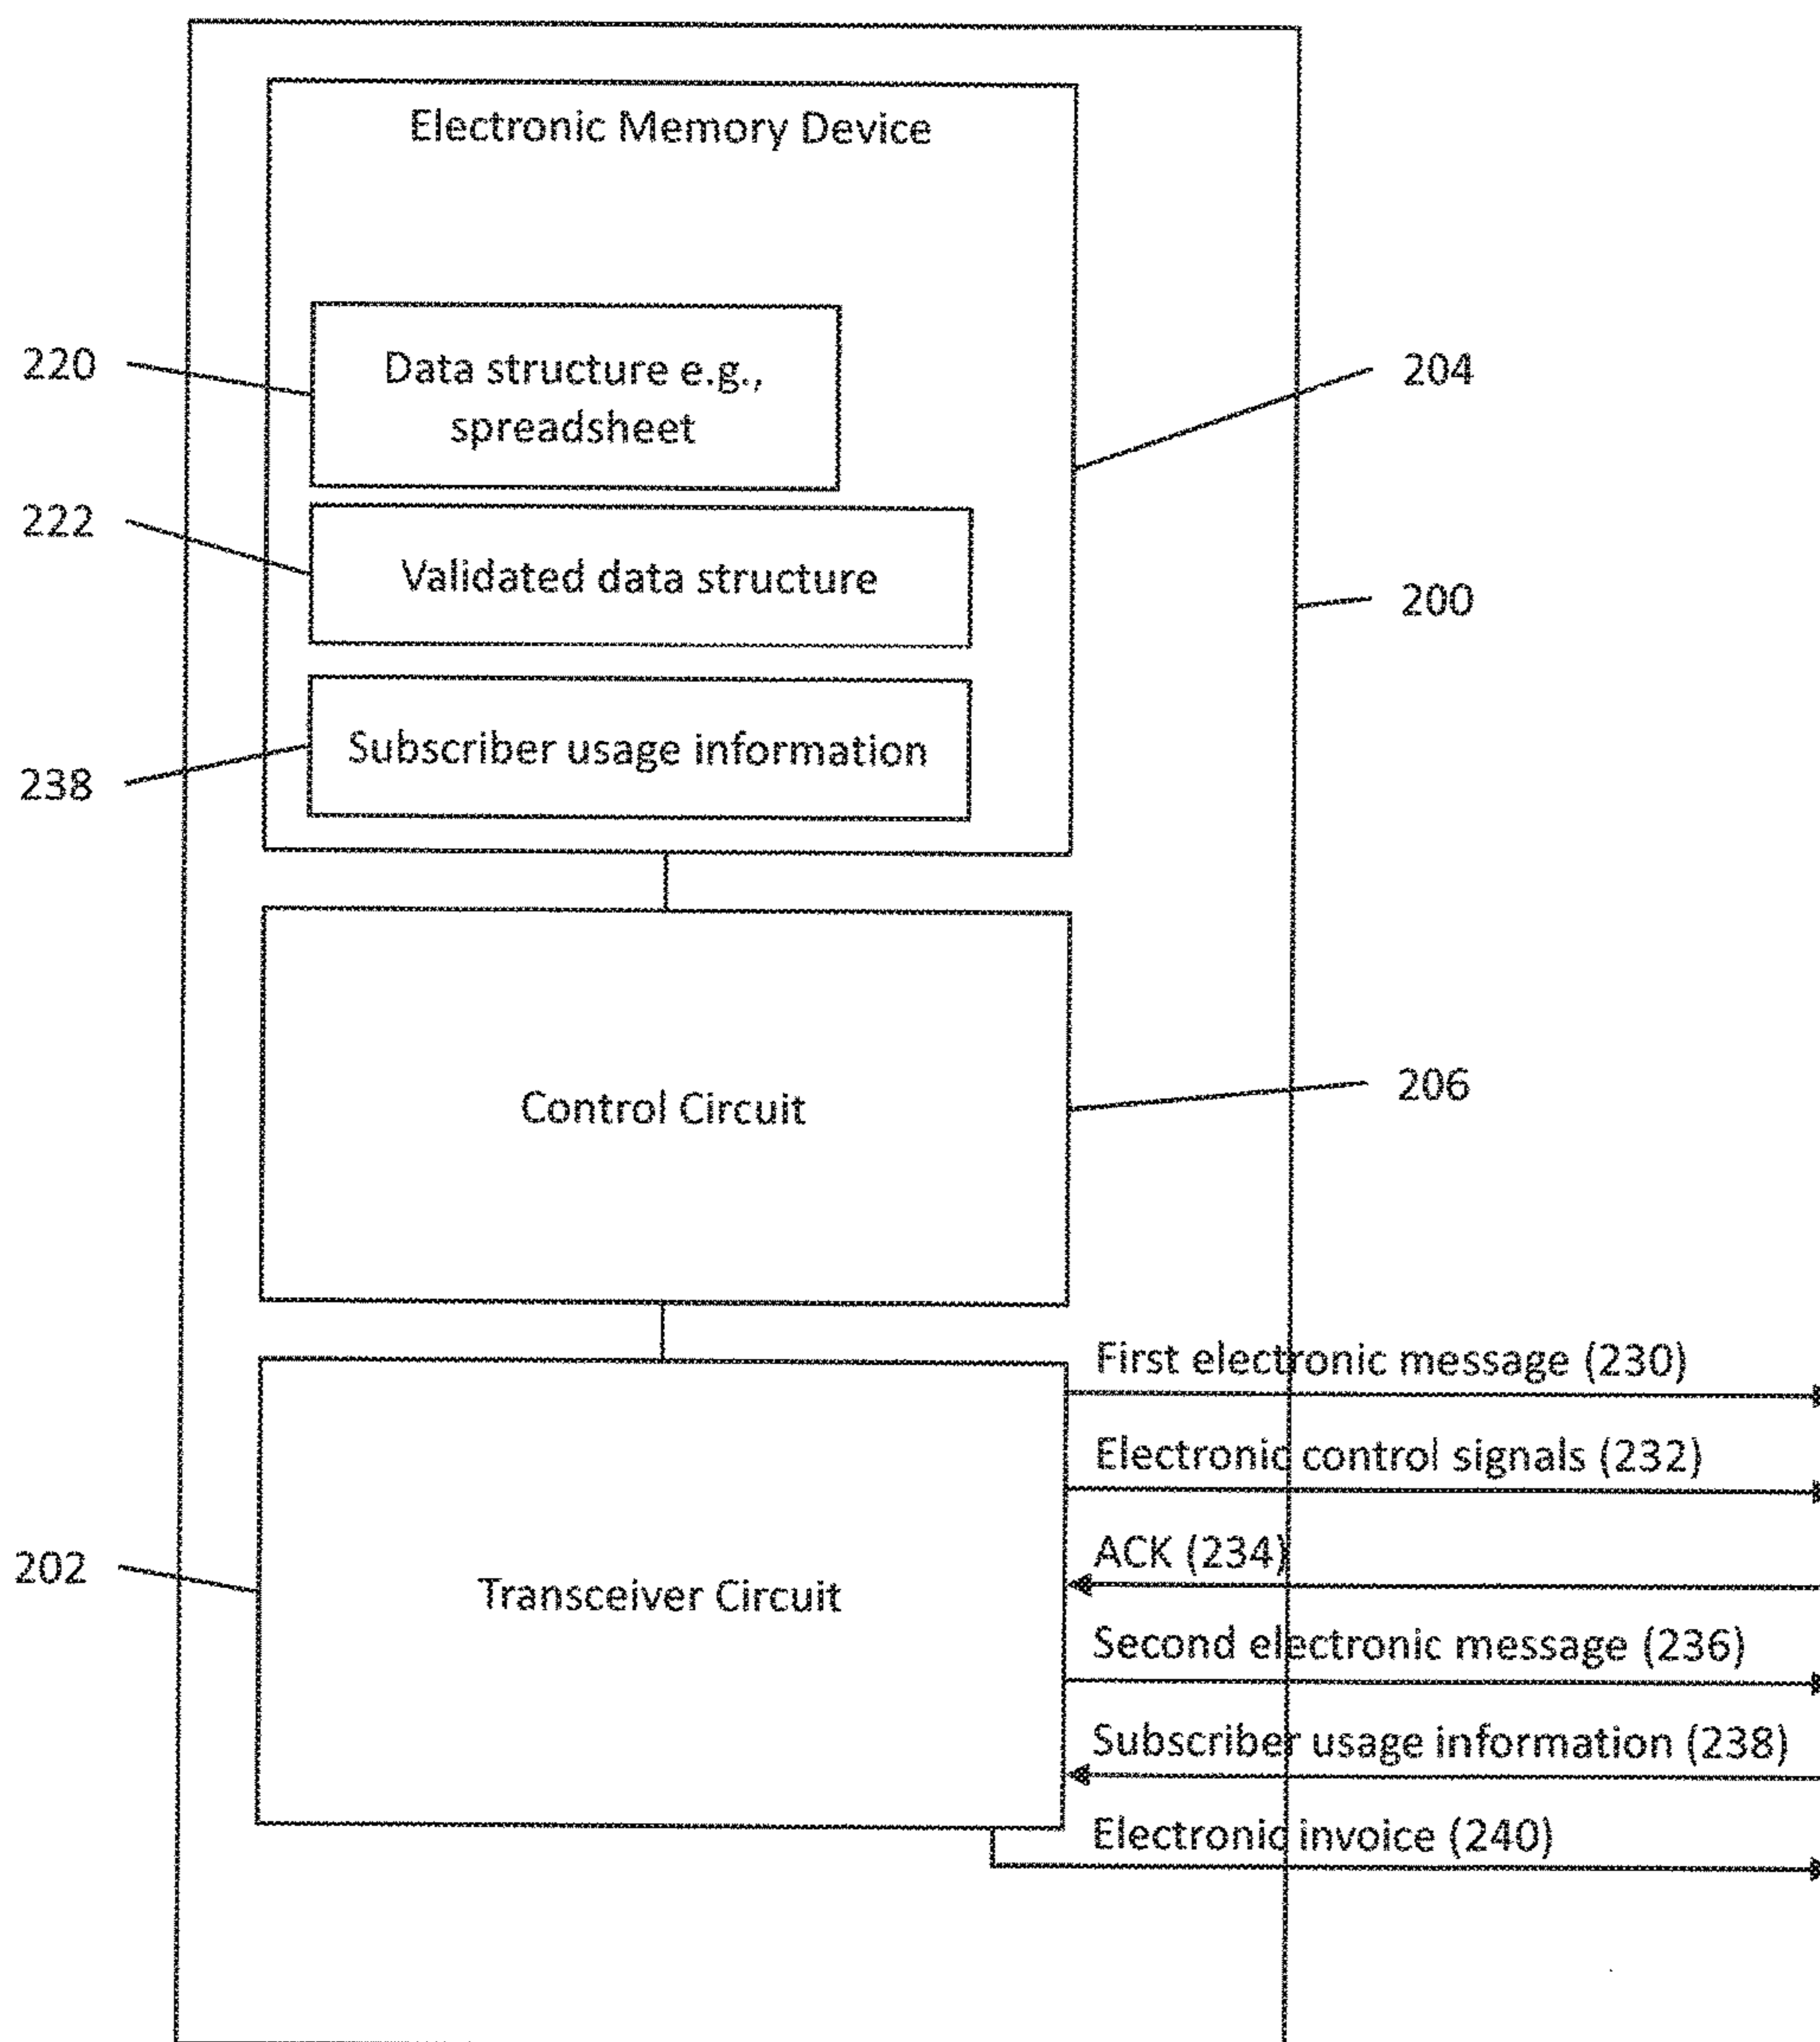 Electronic Memory Device
220
Data structure e.g.,
spreadsheet
204
222
Validated data structure
200
238
Subscriber usage information
Control Circuit
206
First electronic message (230)
Electronic control signals (232)
202
Transceiver Circuit
ACK (234)
Second electronic message (236)
Subscriber usage information (238)
Electronic invoice (240)